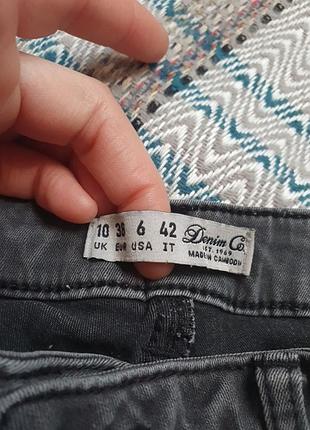 10 38 6 42
UK EUR USA IT
Denim Co.
EST. 1969
MADE IN CAMBODIA